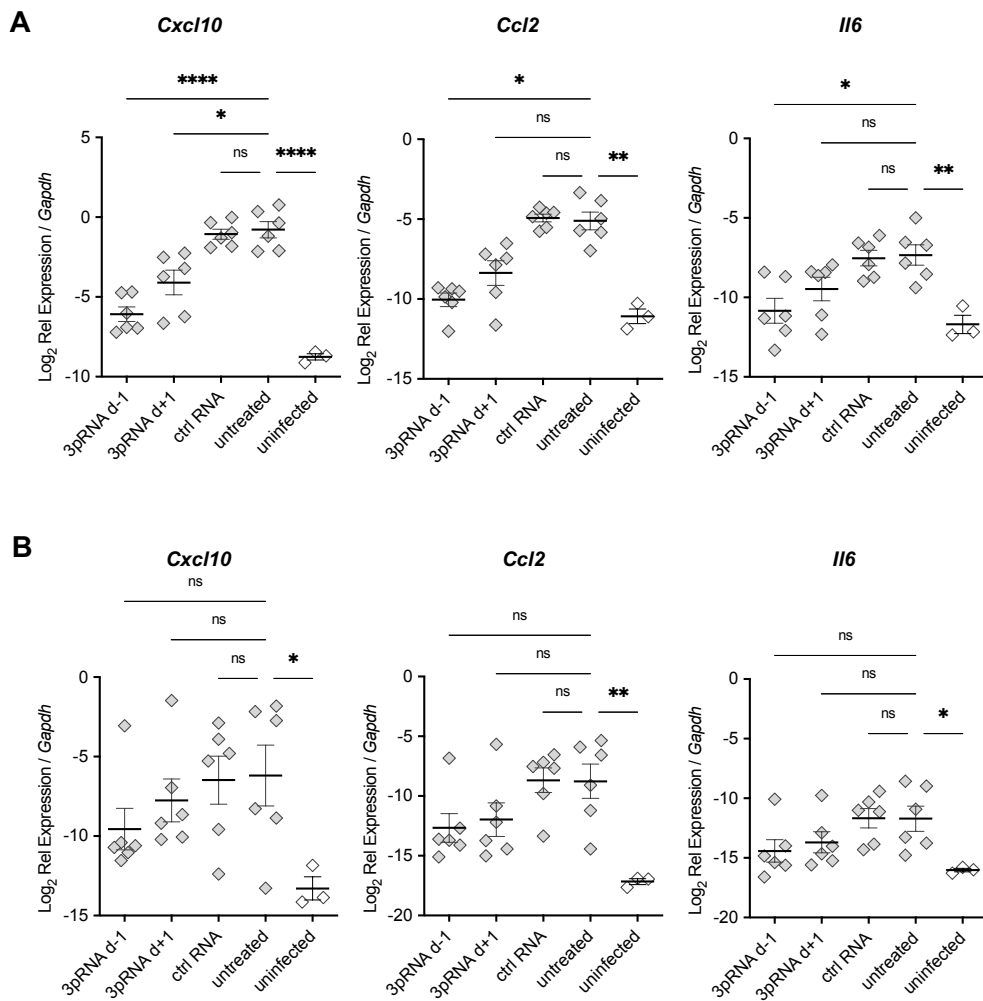 A
Cxcl10
Ccl2
Il6
****
*
ns
****
Log2 Rel Expression / Gapdh
5
0
-5
-10
3pRNA d-1
3pRNA d+1
ctrl RNA
untreated
uninfected
*
ns
ns
**
Log2 Rel Expression / Gapdh
0
-5
-10
-15
3pRNA d-1
3pRNA d+1
ctrl RNA
untreated
uninfected
*
ns
ns
**
Log2 Rel Expression / Gapdh
0
-5
-10
-15
3pRNA d-1
3pRNA d+1
ctrl RNA
untreated
uninfected
B
Cxcl10
Ccl2
Il6
ns
ns
ns
*
Log2 Rel Expression / Gapdh
0
-5
-10
-15
3pRNA d-1
3pRNA d+1
ctrl RNA
untreated
uninfected
ns
ns
ns
**
Log2 Rel Expression / Gapdh
0
-5
-10
-15
-20
3pRNA d-1
3pRNA d+1
ctrl RNA
untreated
uninfected
ns
ns
ns
*
Log2 Rel Expression / Gapdh
0
-5
-10
-15
-20
3pRNA d-1
3pRNA d+1
ctrl RNA
untreated
uninfected